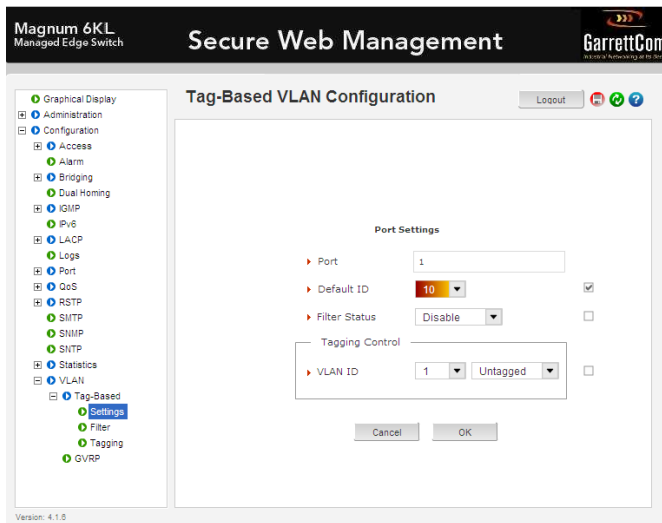 Magnum 6KL
Managed Edge Switch
Secure Web Management
GarrettCom
Tag-Based VLAN Configuration
Logout
Graphical Display
Administration
Configuration
Access
Alarm
Bridging
Dual Homing
IGMP
IPv6
LACP
Logs
Port
QoS
RSTP
SMTP
SNMP
SNTP
Statistics
VLAN
Tag-Based
Settings
Filter
Tagging
GVRP
Port Settings
Port 1
Default ID 10
Filter Status Disable
Tagging Control
VLAN ID 1 Untagged
Cancel OK
Version: 4.1.6